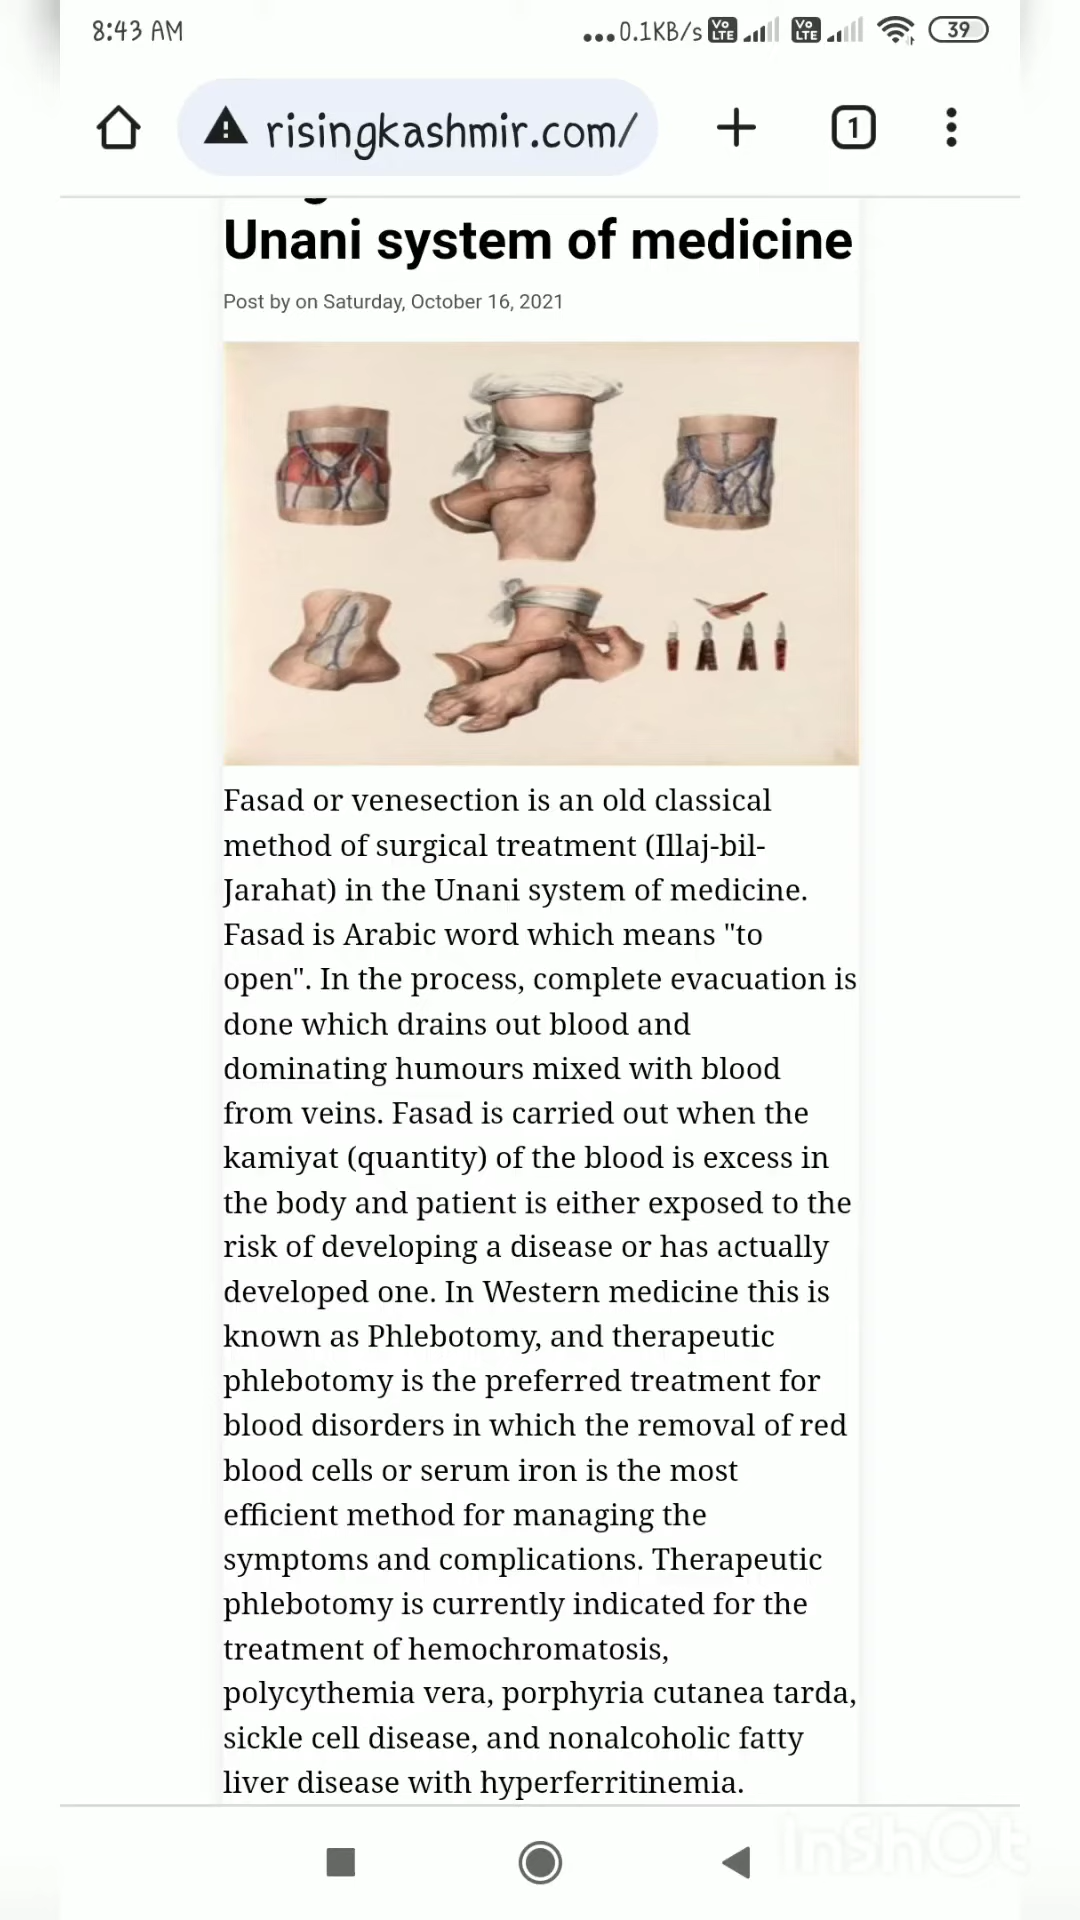 8:43 AM
...0.1KB/s Vo LTE Vo LTE 39
risingkashmir.com/
1
Unani system of medicine
Post by on Saturday, October 16, 2021
Fasad or venesection is an old classical
method of surgical treatment (Illaj-bil-
Jarahat) in the Unani system of medicine.
Fasad is Arabic word which means "to
open". In the process, complete evacuation is
done which drains out blood and
dominating humours mixed with blood
from veins. Fasad is carried out when the
kamiyat (quantity) of the blood is excess in
the body and patient is either exposed to the
risk of developing a disease or has actually
developed one. In Western medicine this is
known as Phlebotomy, and therapeutic
phlebotomy is the preferred treatment for
blood disorders in which the removal of red
blood cells or serum iron is the most
efficient method for managing the
symptoms and complications. Therapeutic
phlebotomy is currently indicated for the
treatment of hemochromatosis,
polycythemia vera, porphyria cutanea tarda,
sickle cell disease, and nonalcoholic fatty
liver disease with hyperferritinemia.
InShOt